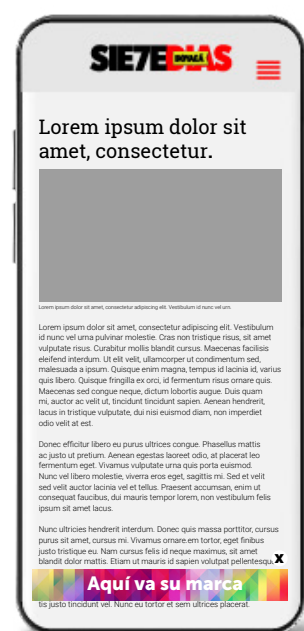 SIE7EDIAS
BOYACÁ
Lorem ipsum dolor sit
amet, consectetur.
Lorem ipsum dolor sit amet, consectetur adipiscing elit. Vestibulum id nunc vel urn.
Lorem ipsum dolor sit amet, consectetur adipiscing elit. Vestibulum
id nunc vel urna pulvinar molestie. Cras non tristique risus, sit amet
vulputate risus. Curabitur mollis blandit cursus. Maecenas facilisis
eleifend interdum. Ut elit velit, ullamcorper ut condimentum sed,
malesuada a ipsum. Quisque enim magna, tempus id lacinia id, varius
quis libero. Quisque fringilla ex orci, id fermentum risus ornare quis.
Maecenas sed congue neque, dictum lobortis augue. Duis quam
mi, auctor ac velit ut, tincidunt tincidunt sapien. Aenean hendrerit,
lacus in tristique vulputate, dui nisi euismod diam, non imperdiet
odio velit at est.
Donec efficitur libero eu purus ultrices congue. Phasellus mattis
ac justo ut pretium. Aenean egestas laoreet odio, at placerat leo
fermentum eget. Vivamus vulputate urna quis porta euismod.
Nunc vel libero molestie, viverra eros eget, sagittis mi. Sed et velit
sed velit auctor lacinia vel et tellus. Praesent accumsan, enim ut
consequat faucibus, dui mauris tempor lorem, non vestibulum felis
ipsum sit amet lacus.
Nunc ultricies hendrerit interdum. Donec quis massa porttitor, cursus
purus sit amet, cursus mi. Vivamus ornare em tortor, eget finibus
justo tristique eu. Nam cursus felis id neque maximus, sit amet
blandit dolor mattis. Etiam ut mauris id sapien volutpat pellentesqu
x
Aquí va su marca
tis justo tincidunt vel. Nunc eu tortor et sem ultrices placerat.